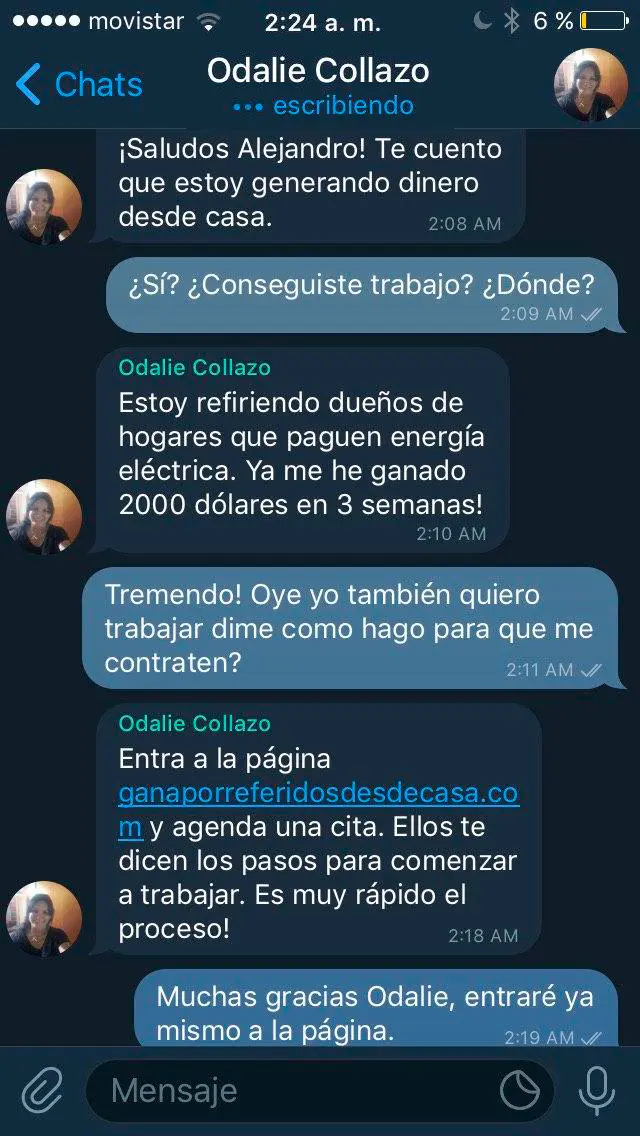 movistar 2:24 a. m. 6 %
Chats
Odalie Collazo
escribiendo
¡Saludos Alejandro! Te cuento
que estoy generando dinero
desde casa.
2:08 AM
¿Sí? ¿Conseguiste trabajo? ¿Dónde?
2:09 AM
Odalie Collazo
Estoy refiriendo dueños de
hogares que paguen energía
eléctrica. Ya me he ganado
2000 dólares en 3 semanas!
2:10 AM
Tremendo! Oye yo también quiero
trabajar dime como hago para que me
contraten?
2:11 AM
Odalie Collazo
Entra a la página
ganaporreferidosdesdecasa.co
m y agenda una cita. Ellos te
dicen los pasos para comenzar
a trabajar. Es muy rápido el
proceso!
2:18 AM
Muchas gracias Odalie, entraré ya
mismo a la página.
2:19 AM
Mensaje